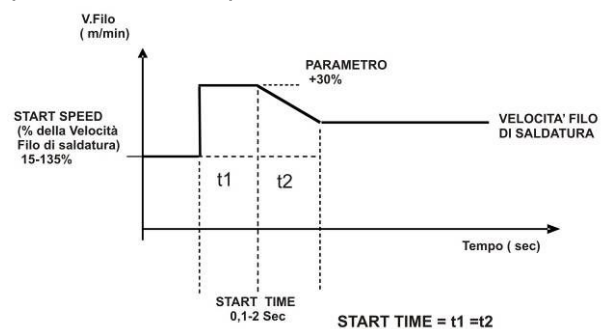 V.Filo
( m/min)
PARAMETRO
+30%
START SPEED
(% della Velocità
Filo di saldatura)
15-135%
VELOCITA' FILO
DI SALDATURA
t1
t2
Tempo ( sec)
START TIME
0,1-2 Sec
START TIME = t1 =t2